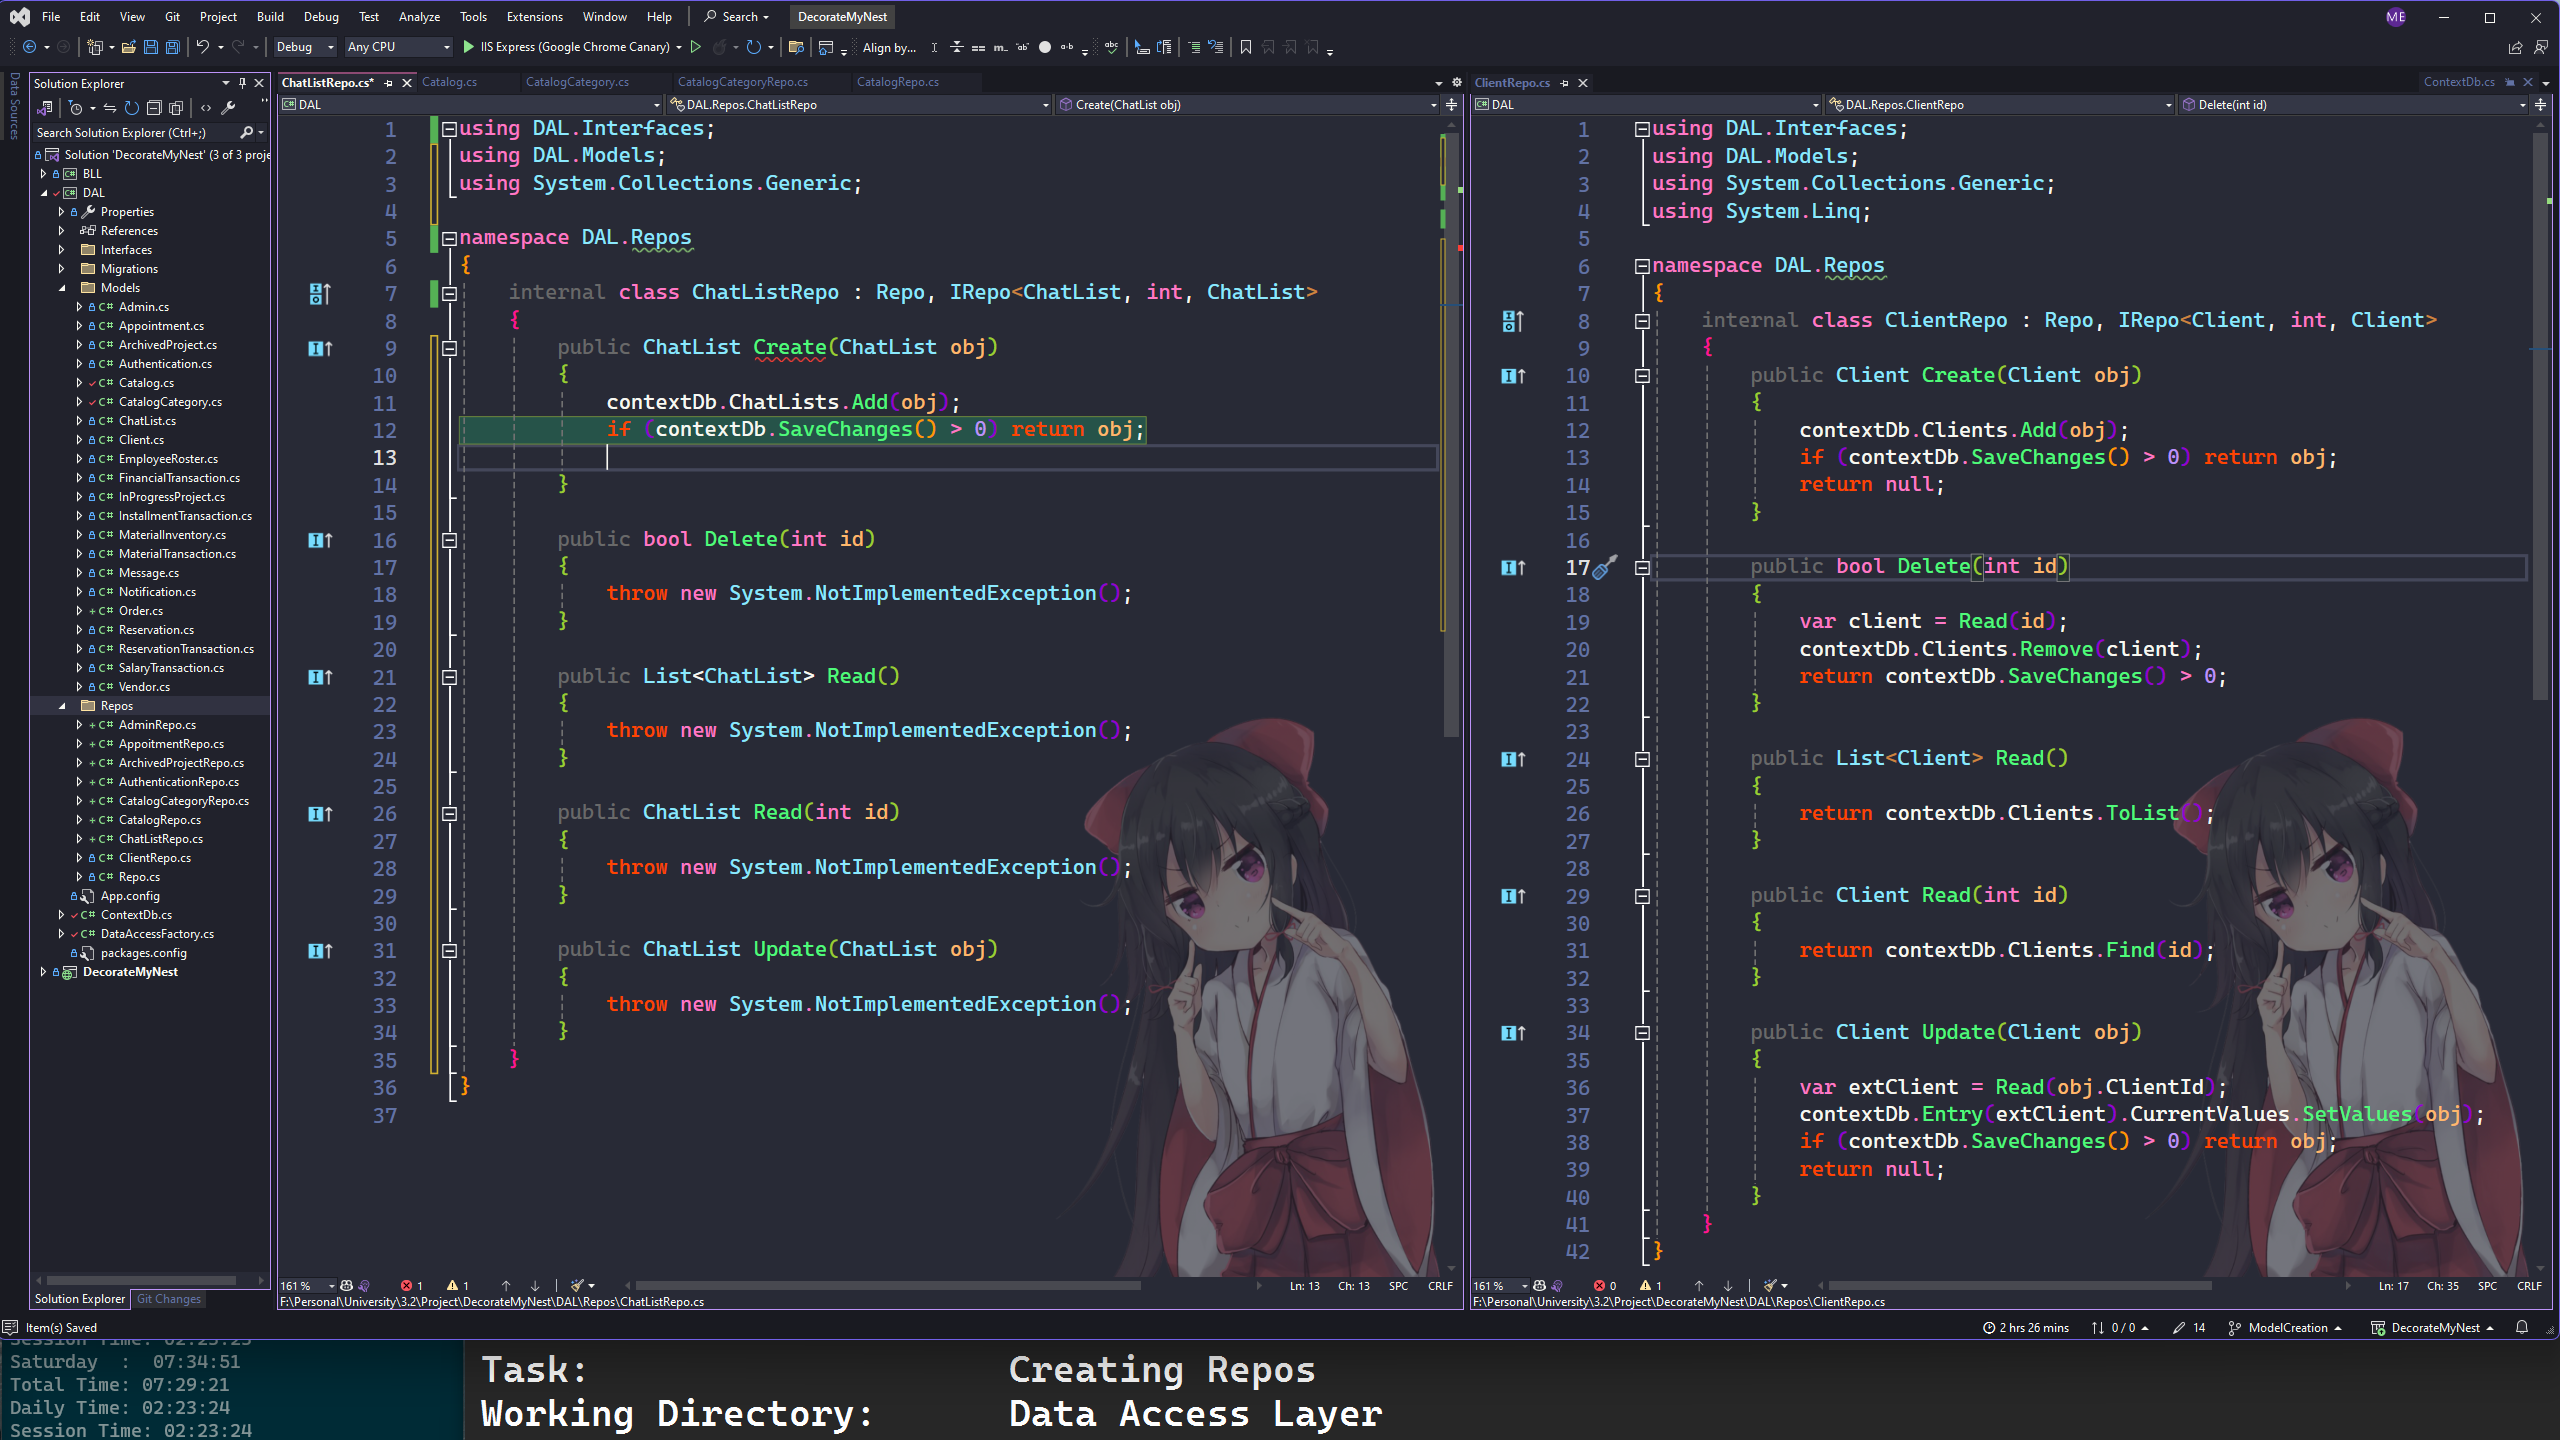 File Edit View Git Project Build Debug Test Analyze Tools Extensions Window Help Search DecorateMyNest ME
Debug Any CPU IIS Express (Google Chrome Canary) Align by...
Data Sources
Solution Explorer
Search Solution Explorer (Ctrl+;)
Solution 'DecorateMyNest' (3 of 3 proje
BLL
DAL
Properties
References
Interfaces
Migrations
Models
C# Admin.cs
C# Appointment.cs
C# ArchivedProject.cs
C# Authentication.cs
C# Catalog.cs
C# CatalogCategory.cs
C# ChatList.cs
C# Client.cs
C# EmployeeRoster.cs
C# FinancialTransaction.cs
C# InProgressProject.cs
C# InstallmentTransaction.cs
C# MaterialInventory.cs
C# MaterialTransaction.cs
C# Message.cs
C# Notification.cs
+ C# Order.cs
C# Reservation.cs
C# ReservationTransaction.cs
C# SalaryTransaction.cs
C# Vendor.cs
Repos
+ C# AdminRepo.cs
+ C# AppoitmentRepo.cs
+ C# ArchivedProjectRepo.cs
+ C# AuthenticationRepo.cs
+ C# CatalogCategoryRepo.cs
+ C# CatalogRepo.cs
+ C# ChatListRepo.cs
C# ClientRepo.cs
C# Repo.cs
App.config
C# ContextDb.cs
C# DataAccessFactory.cs
packages.config
DecorateMyNest
Solution Explorer Git Changes
ChatListRepo.cs* Catalog.cs CatalogCategory.cs CatalogCategoryRepo.cs CatalogRepo.cs
DAL DAL.Repos.ChatListRepo Create(ChatList obj)
1 using DAL.Interfaces;
2 using DAL.Models;
3 using System.Collections.Generic;
4
5 namespace DAL.Repos
6 {
7 internal class ChatListRepo : Repo, IRepo<ChatList, int, ChatList>
8 {
9 public ChatList Create(ChatList obj)
10 {
11 contextDb.ChatLists.Add(obj);
12 if (contextDb.SaveChanges() > 0) return obj;
13
14 }
15
16 public bool Delete(int id)
17 {
18 throw new System.NotImplementedException();
19 }
20
21 public List<ChatList> Read()
22 {
23 throw new System.NotImplementedException();
24 }
25
26 public ChatList Read(int id)
27 {
28 throw new System.NotImplementedException();
29 }
30
31 public ChatList Update(ChatList obj)
32 {
33 throw new System.NotImplementedException();
34 }
35 }
36 }
37
161 % 1 1 Ln: 13 Ch: 13 SPC CRLF
F:\Personal\University\3.2\Project\DecorateMyNest\DAL\Repos\ChatListRepo.cs
ClientRepo.cs ContextDb.cs
DAL DAL.Repos.ClientRepo Delete(int id)
1 using DAL.Interfaces;
2 using DAL.Models;
3 using System.Collections.Generic;
4 using System.Linq;
5
6 namespace DAL.Repos
7 {
8 internal class ClientRepo : Repo, IRepo<Client, int, Client>
9 {
10 public Client Create(Client obj)
11 {
12 contextDb.Clients.Add(obj);
13 if (contextDb.SaveChanges() > 0) return obj;
14 return null;
15 }
16
17 public bool Delete(int id)
18 {
19 var client = Read(id);
20 contextDb.Clients.Remove(client);
21 return contextDb.SaveChanges() > 0;
22 }
23
24 public List<Client> Read()
25 {
26 return contextDb.Clients.ToList();
27 }
28
29 public Client Read(int id)
30 {
31 return contextDb.Clients.Find(id);
32 }
33
34 public Client Update(Client obj)
35 {
36 var extClient = Read(obj.ClientId);
37 contextDb.Entry(extClient).CurrentValues.SetValues(obj);
38 if (contextDb.SaveChanges() > 0) return obj;
39 return null;
40 }
41 }
42 }
161 % 0 1 Ln: 17 Ch: 35 SPC CRLF
F:\Personal\University\3.2\Project\DecorateMyNest\DAL\Repos\ClientRepo.cs
Item(s) Saved 2 hrs 26 mins 0 / 0 14 ModelCreation DecorateMyNest
Session Time: 02:23:23
Saturday : 07:34:51
Total Time: 07:29:21
Daily Time: 02:23:24
Session Time: 02:23:24
Task: Creating Repos
Working Directory: Data Access Layer